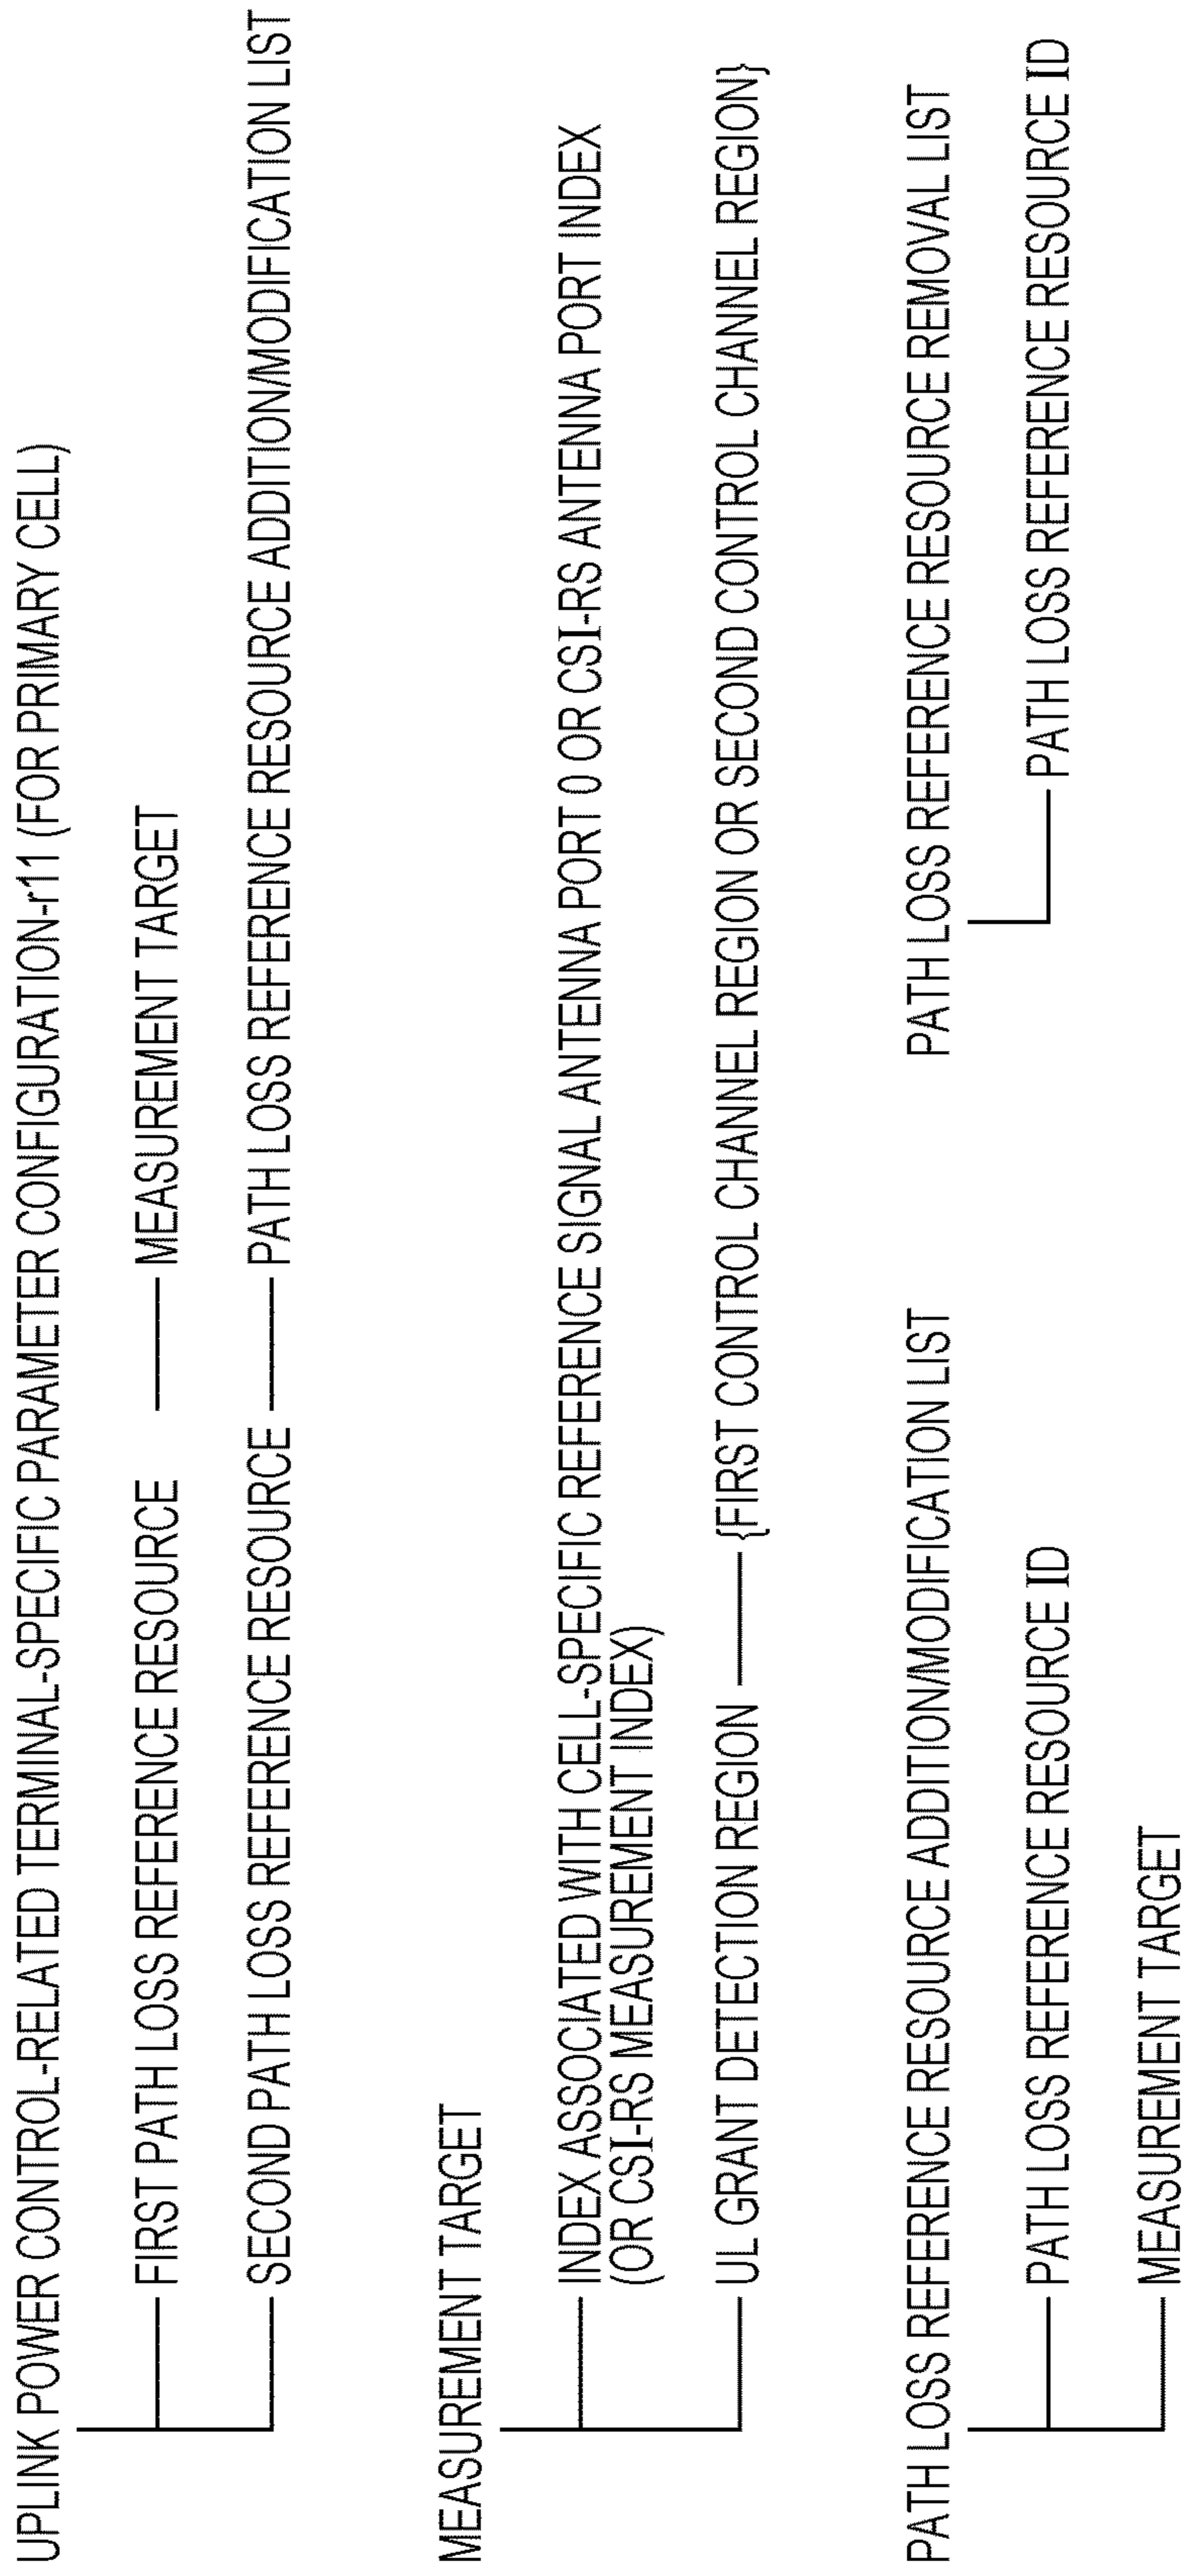 UPLINK POWER CONTROL-RELATED TERMINAL-SPECIFIC PARAMETER CONFIGURATION-r11 (FOR PRIMARY CELL)
FIRST PATH LOSS REFERENCE RESOURCE MEASUREMENT TARGET
SECOND PATH LOSS REFERENCE RESOURCE PATH LOSS REFERENCE RESOURCE ADDITION/MODIFICATION LIST
MEASUREMENT TARGET
INDEX ASSOCIATED WITH CELL-SPECIFIC REFERENCE SIGNAL ANTENNA PORT 0 OR CSI-RS ANTENNA PORT INDEX
(OR CSI-RS MEASUREMENT INDEX)
UL GRANT DETECTION REGION {FIRST CONTROL CHANNEL REGION OR SECOND CONTROL CHANNEL REGION}
PATH LOSS REFERENCE RESOURCE ADDITION/MODIFICATION LIST
PATH LOSS REFERENCE RESOURCE ID
MEASUREMENT TARGET
PATH LOSS REFERENCE RESOURCE REMOVAL LIST
PATH LOSS REFERENCE RESOURCE ID